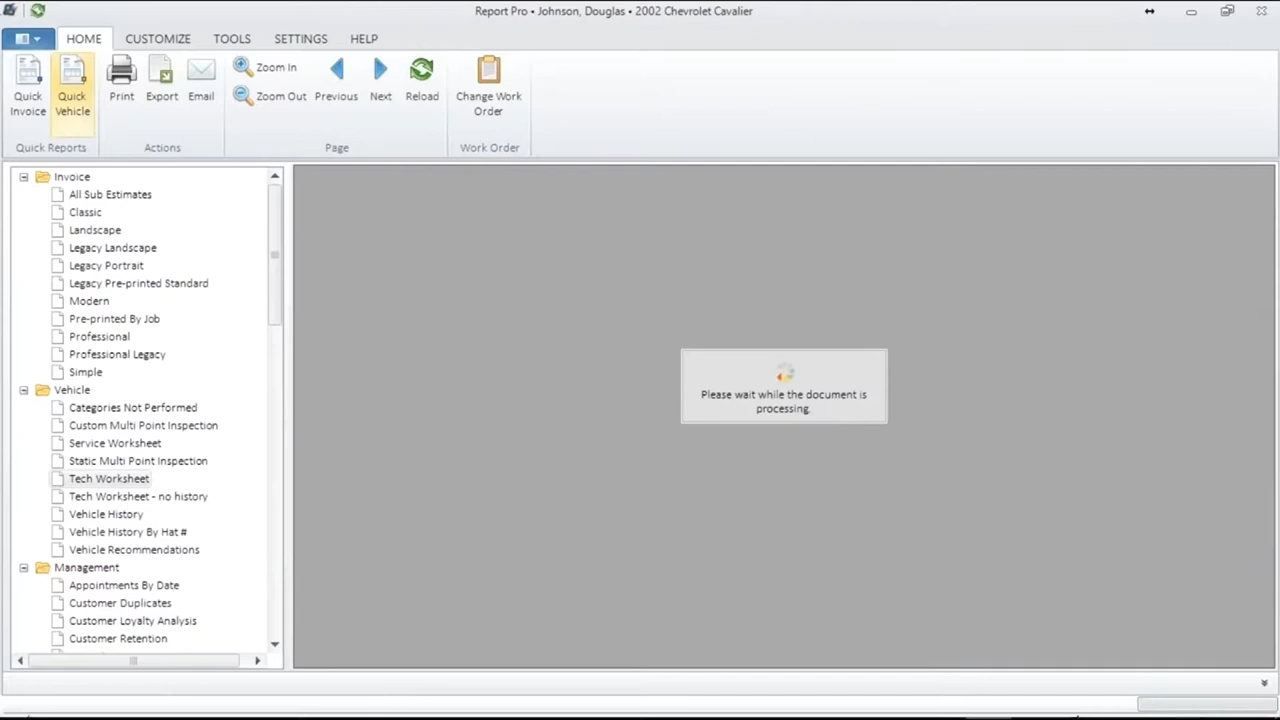 Report Pro • Johnson, Douglas • 2002 Chevrolet Cavalier
HOME CUSTOMIZE TOOLS SETTINGS HELP
Quick Invoice
Quick Vehicle
Quick Reports
Print
Export
Email
Actions
Zoom In
Zoom Out
Previous
Next
Reload
Page
Change Work Order
Work Order
Invoice
All Sub Estimates
Classic
Landscape
Legacy Landscape
Legacy Portrait
Legacy Pre-printed Standard
Modern
Pre-printed By Job
Professional
Professional Legacy
Simple
Vehicle
Categories Not Performed
Custom Multi Point Inspection
Service Worksheet
Static Multi Point Inspection
Tech Worksheet
Tech Worksheet - no history
Vehicle History
Vehicle History By Hat #
Vehicle Recommendations
Management
Appointments By Date
Customer Duplicates
Customer Loyalty Analysis
Customer Retention
Please wait while the document is
processing.